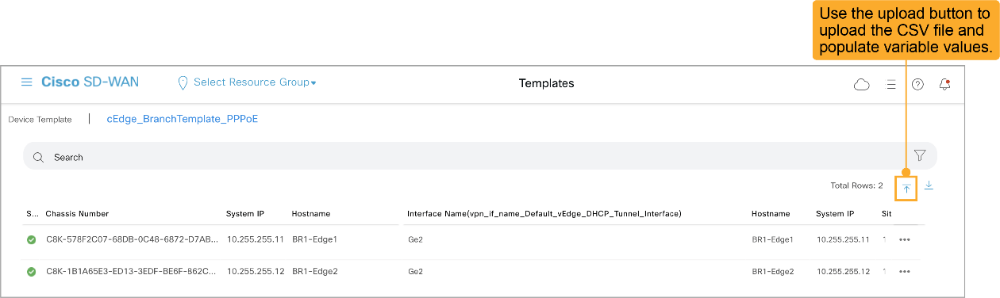 Use the upload button to
upload the CSV file and
populate variable values.
Cisco SD-WAN Select Resource Group Templates
Device Template | cEdge_BranchTemplate_PPPoE
Search
Total Rows: 2
S... Chassis Number System IP Hostname Interface Name(vpn_if_name_Default_vEdge_DHCP_Tunnel_Interface) Hostname System IP Sit
C8K-578F2C07-68DB-0C48-6872-D7AB... 10.255.255.11 BR1-Edge1 Ge2 BR1-Edge1 10.255.255.11 1 •••
C8K-1B1A65E3-ED13-3EDF-BE6F-862C... 10.255.255.12 BR1-Edge2 Ge2 BR1-Edge2 10.255.255.12 1 •••